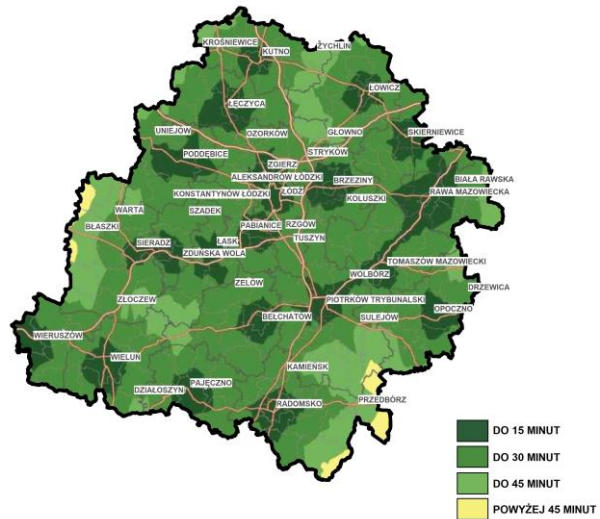 ŻYCHLIN
KROŚNIEWICE
KUTNO
ŁOWICZ
ŁĘCZYCA
UNIEJÓW
OZORKÓW
GŁOWNO
SKIERNIEWICE
PODDĘBICE
STRYKÓW
ZGIERZ
ALEKSANDRÓW ŁÓDZKI
BRZEZINY
BIAŁA RAWSKA
KONSTANTYNÓW ŁÓDZKI
ŁÓDŹ
KOLUSZKI
RAWA MAZOWIECKA
WARTA
SZADEK
BŁASZKI
PABIANICE
RZGÓW
SIERADZ
ŁASK
TUSZYN
ZDUŃSKA WOLA
TOMASZÓW MAZOWIECKI
WOLBÓRZ
ZELÓW
DRZEWICA
ZŁOCZEW
PIOTRKÓW TRYBUNALSKI
BEŁCHATÓW
SULEJÓW
OPOCZNO
WIERUSZÓW
WIELUŃ
KAMIEŃSK
DZIAŁOSZYN
PAJĘCZNO
RADOMSKO
PRZEDBÓRZ
DO 15 MINUT
DO 30 MINUT
DO 45 MINUT
POWYŻEJ 45 MINUT